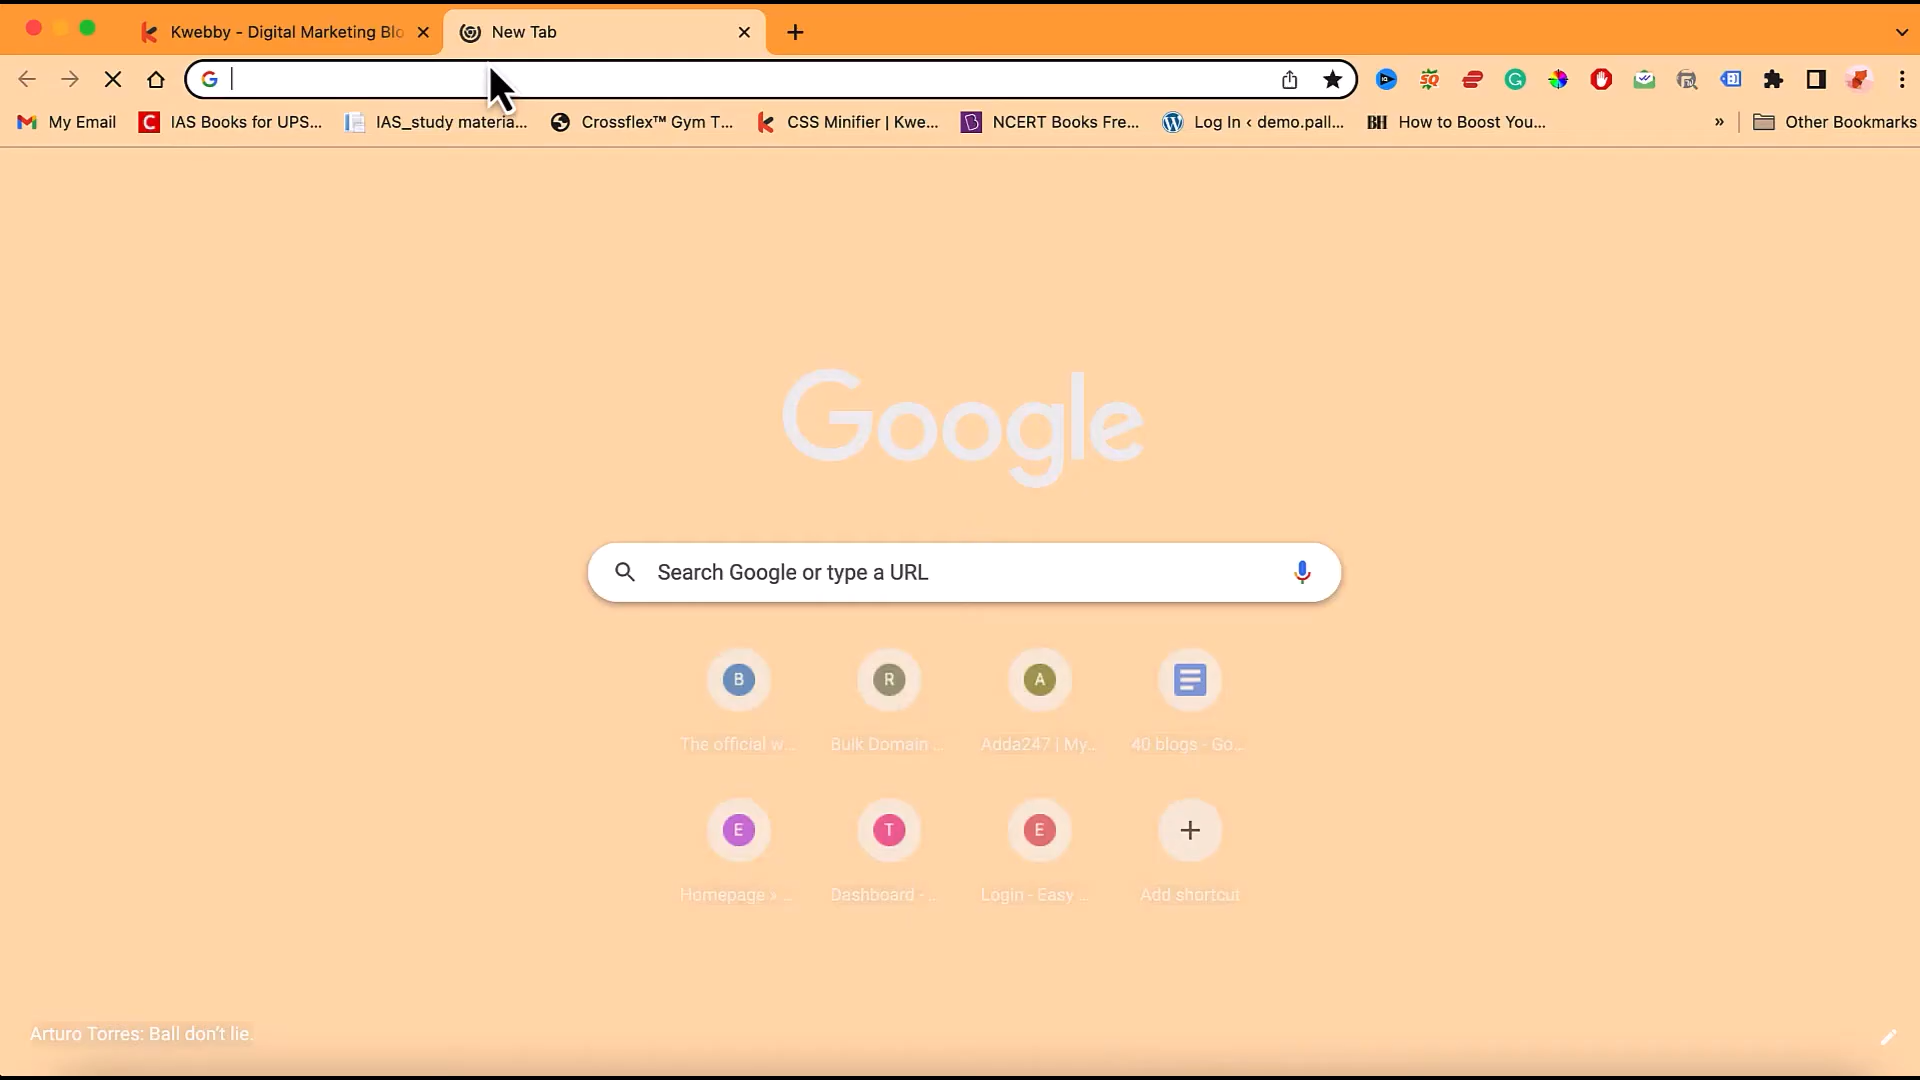 Kwebby - Digital Marketing Blo
New Tab
My Email
IAS Books for UPS...
IAS_study materia...
Crossflex™ Gym T...
CSS Minifier | Kwe...
NCERT Books Fre...
Log In ‹ demo.pall...
BH How to Boost You...
»
Other Bookmarks
Google
Search Google or type a URL
B
R
A
The official w...
Bulk Domain ...
Adda247 | My...
40 blogs - Go...
E
T
E
Homepage » ...
Dashboard - ...
Login - Easy ...
Add shortcut
Arturo Torres: Ball don’t lie.